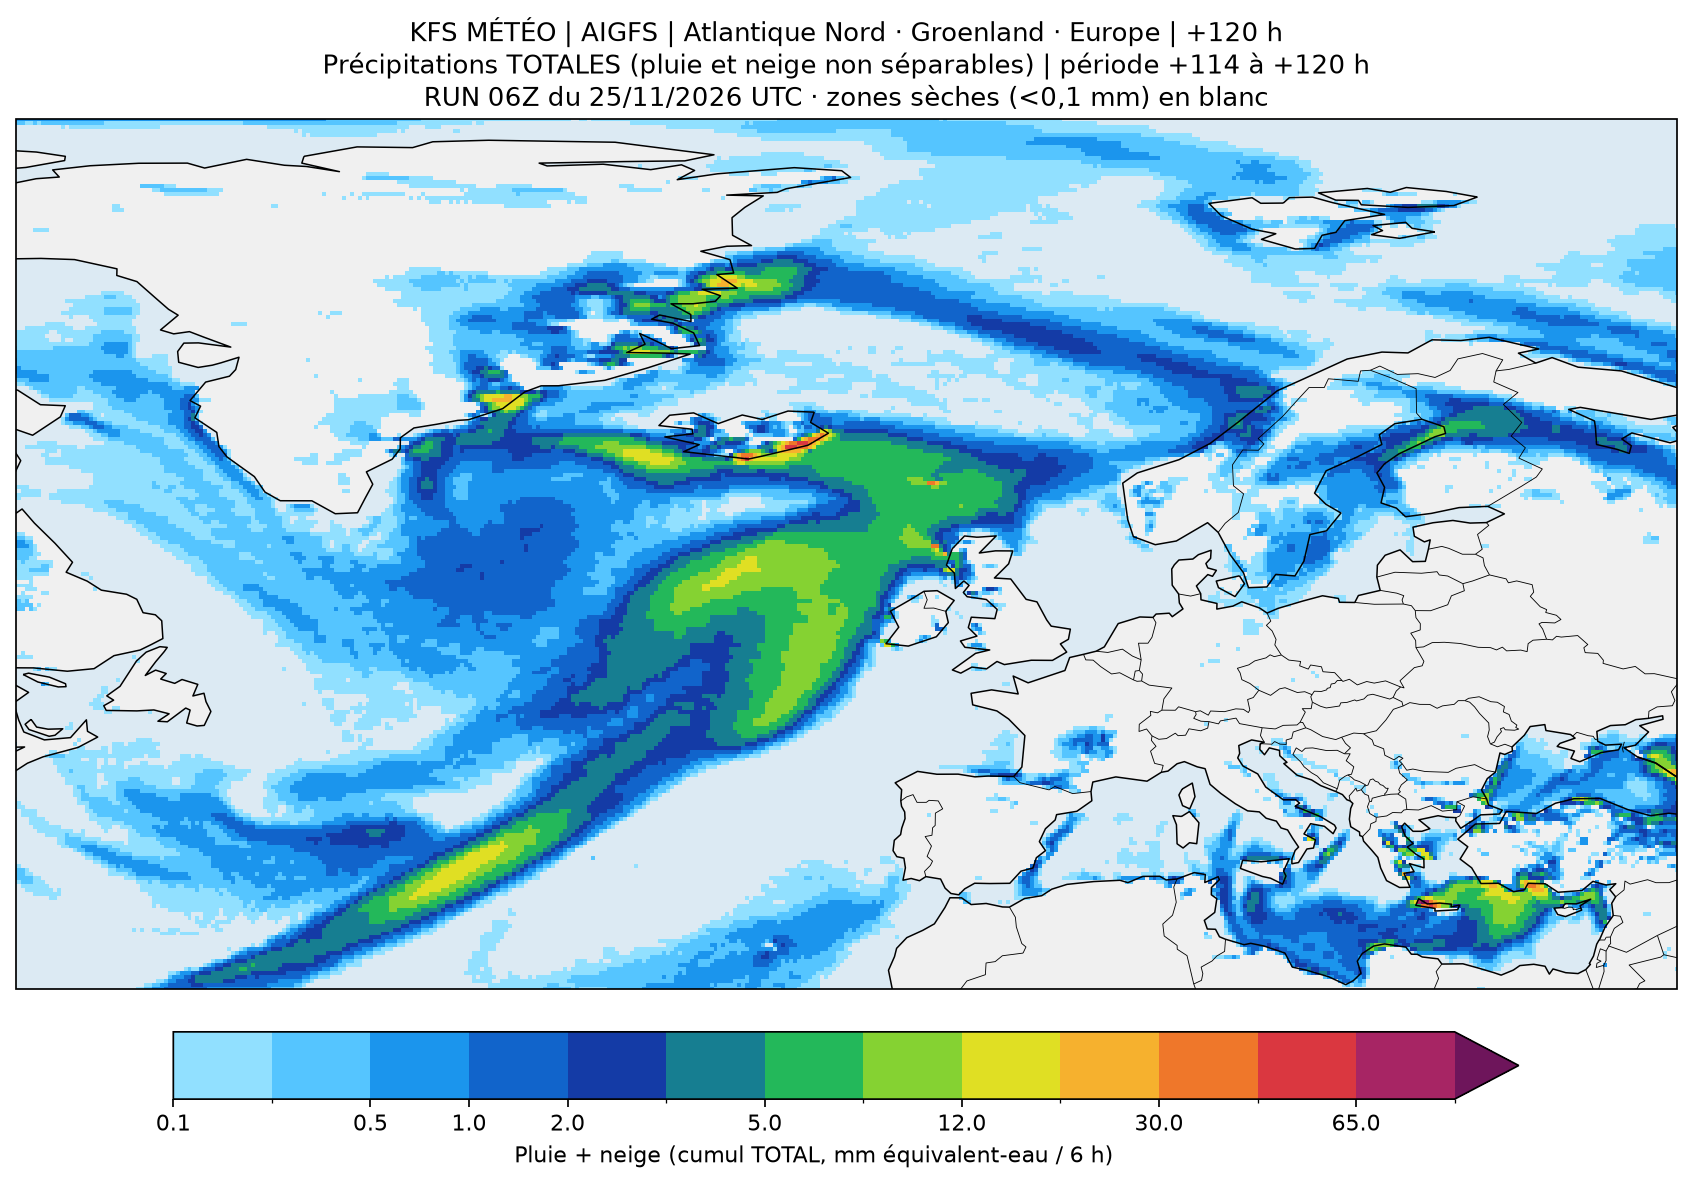 KFS MÉTÉO | AIGFS | Atlantique Nord · Groenland · Europe | +120 h
Précipitations TOTALES (pluie et neige non séparables) | période +114 à +120 h
RUN 06Z du 25/11/2026 UTC · zones sèches (<0,1 mm) en blanc
0.1 0.5 1.0 2.0 5.0 12.0 30.0 65.0
Pluie + neige (cumul TOTAL, mm équivalent-eau / 6 h)